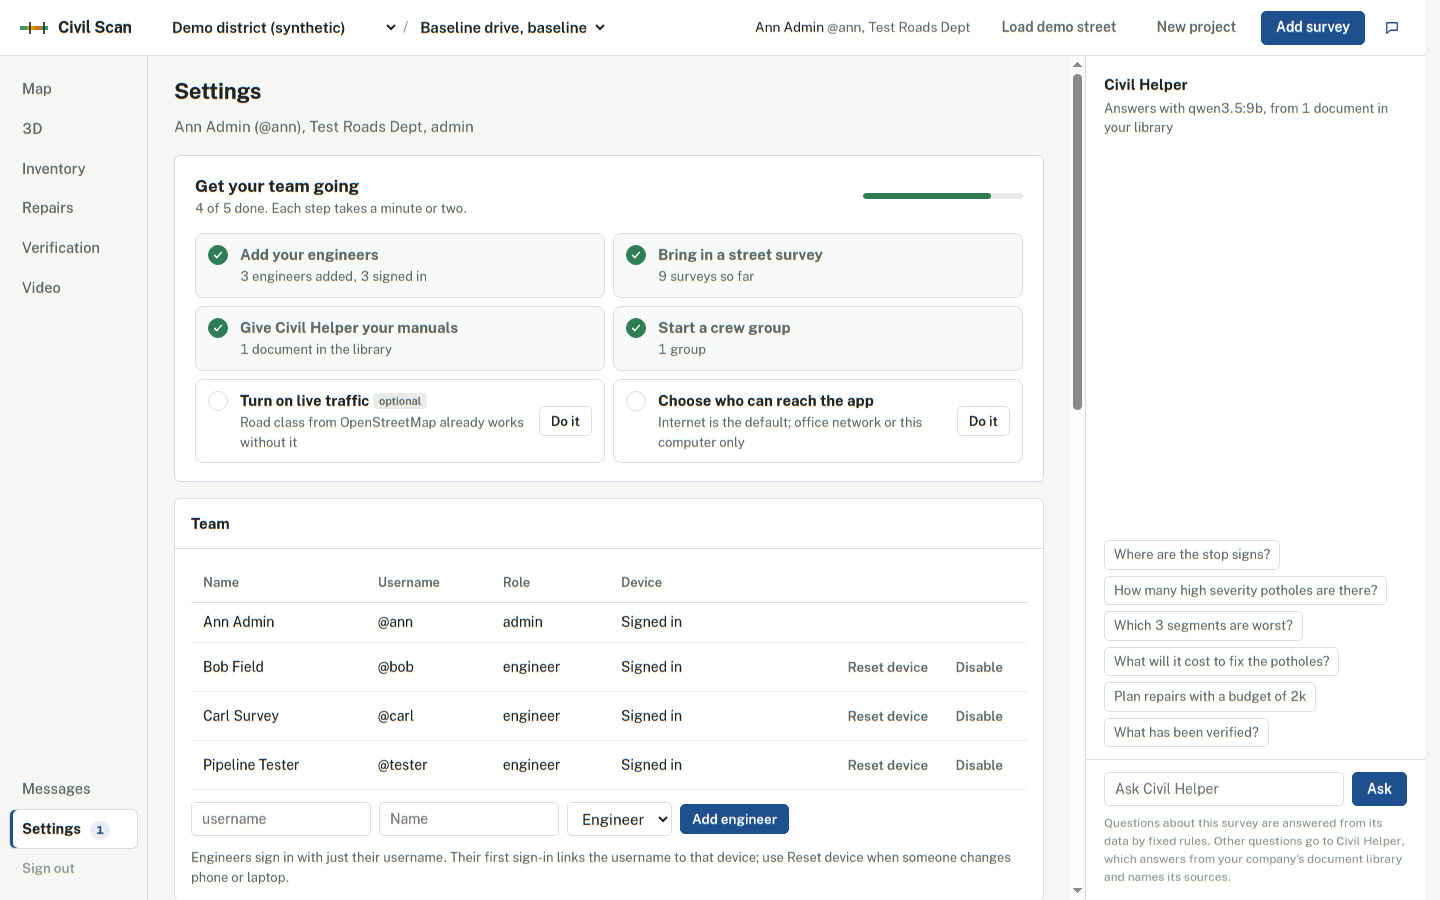 Civil Scan
Demo district (synthetic) / Baseline drive, baseline
Ann Admin @ann, Test Roads Dept
Load demo street
New project
Add survey
Map
3D
Inventory
Repairs
Verification
Video
Messages
Settings 1
Sign out
Settings
Ann Admin (@ann), Test Roads Dept, admin
Get your team going
4 of 5 done. Each step takes a minute or two.
Add your engineers
3 engineers added, 3 signed in
Bring in a street survey
9 surveys so far
Give Civil Helper your manuals
1 document in the library
Start a crew group
1 group
Turn on live traffic optional
Road class from OpenStreetMap already works
without it
Do it
Choose who can reach the app
Internet is the default; office network or this
computer only
Do it
Team
Name Username Role Device
Ann Admin @ann admin Signed in
Bob Field @bob engineer Signed in Reset device Disable
Carl Survey @carl engineer Signed in Reset device Disable
Pipeline Tester @tester engineer Signed in Reset device Disable
username Name Engineer Add engineer
Engineers sign in with just their username. Their first sign-in links the username to that device; use Reset device when someone changes
phone or laptop.
Civil Helper
Answers with qwen3.5:9b, from 1 document in
your library
Where are the stop signs?
How many high severity potholes are there?
Which 3 segments are worst?
What will it cost to fix the potholes?
Plan repairs with a budget of 2k
What has been verified?
Ask Civil Helper
Ask
Questions about this survey are answered from its
data by fixed rules. Other questions go to Civil Helper,
which answers from your company's document library
and names its sources.